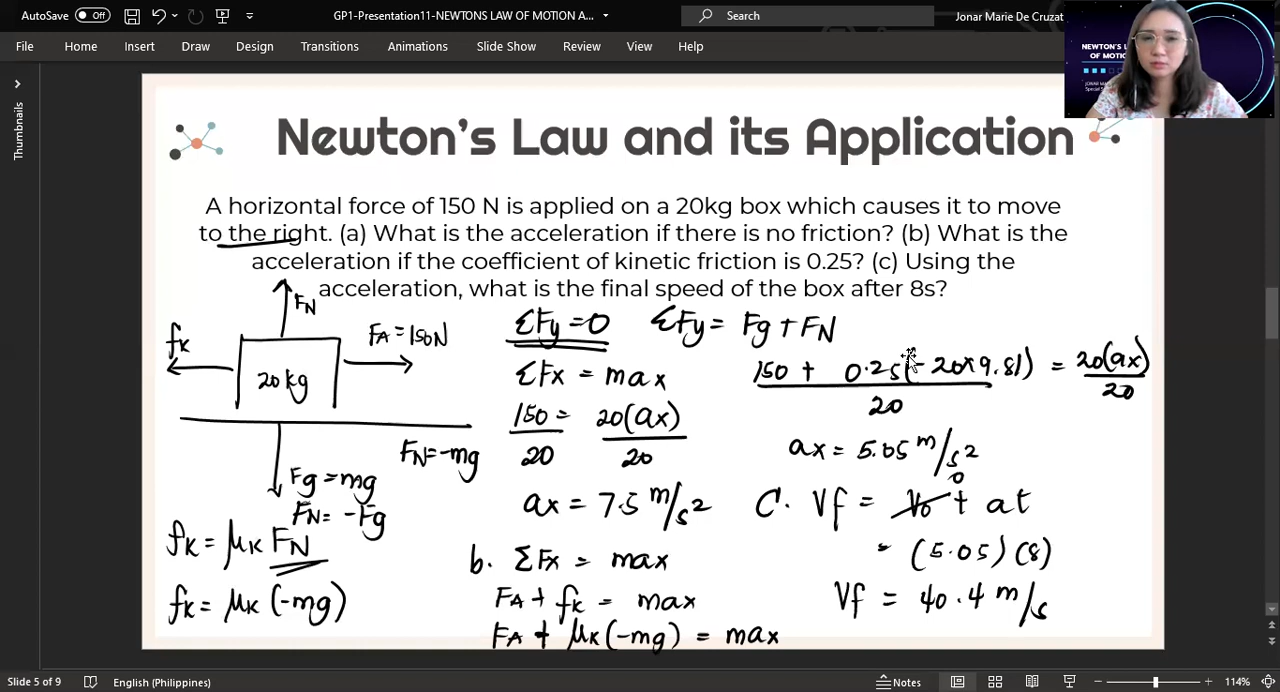 AutoSave Off GP1-Presentation11-NEWTONS LAW OF MOTION A... Search Jonar Marie De Cruzat
File Home Insert Draw Design Transitions Animations Slide Show Review View Help
NEWTON'S
OF MOTI
Thumbnails
Newton's Law and its Application
A horizontal force of 150 N is applied on a 20kg box which causes it to move
to the right. (a) What is the acceleration if there is no friction? (b) What is the
acceleration if the coefficient of kinetic friction is 0.25? (c) Using the
acceleration, what is the final speed of the box after 8s?
FN
fk
FA = 150N
20 kg
FN = -mg
Fg = mg
FN = -Fg
fk = μk FN
fk = μk (-mg)
ΣFy = 0
ΣFx = max
150 = 20(ax)
20 20
ax = 7.5 m/s2
b. ΣFx = max
FA + fk = max
FA + μk (-mg) = max
ΣFy = Fg + FN
150 + 0.25(-20x9.81) = 20(ax)
20 20
ax = 5.05 m/s2
0
C. Vf = Vo + at
= (5.05)(8)
Vf = 40.4 m/s
Slide 5 of 9 English (Philippines) Notes 114%